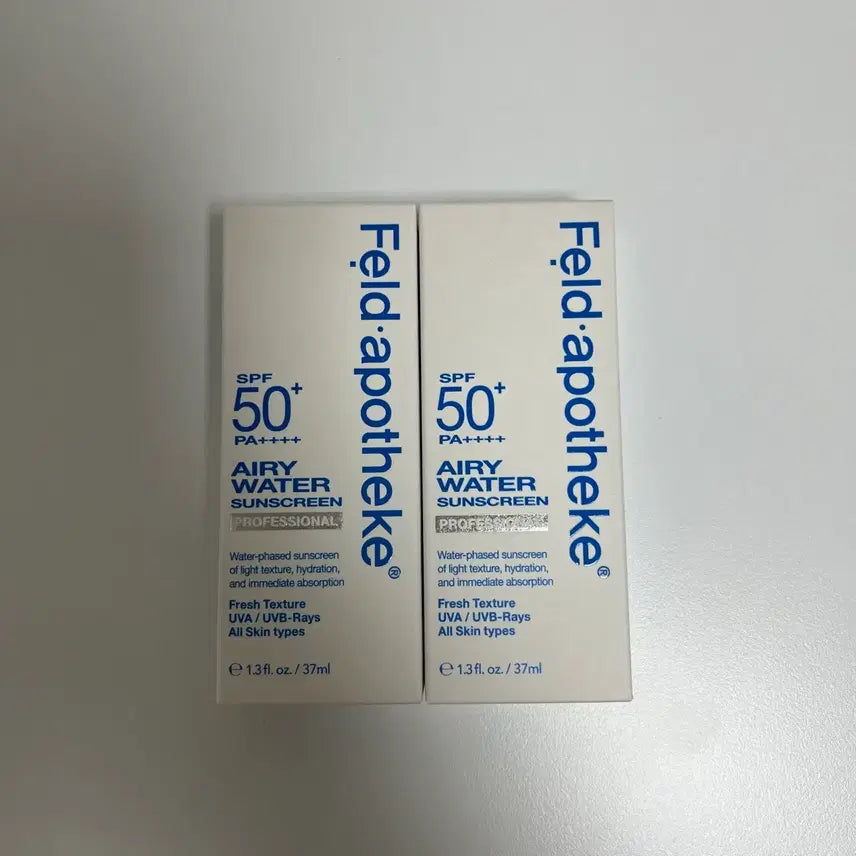 Feld·apotheke®
SPF
50+
PA++++
AIRY
WATER
SUNSCREEN
PROFESSIONAL
Water-phased sunscreen
of light texture, hydration,
and immediate absorption
Fresh Texture
UVA / UVB-Rays
All Skin types
℮ 1.3 fl. oz. / 37ml
Feld·apotheke®
SPF
50+
PA++++
AIRY
WATER
SUNSCREEN
PROFESSIONAL
Water-phased sunscreen
of light texture, hydration,
and immediate absorption
Fresh Texture
UVA / UVB-Rays
All Skin types
℮ 1.3 fl. oz. / 37ml